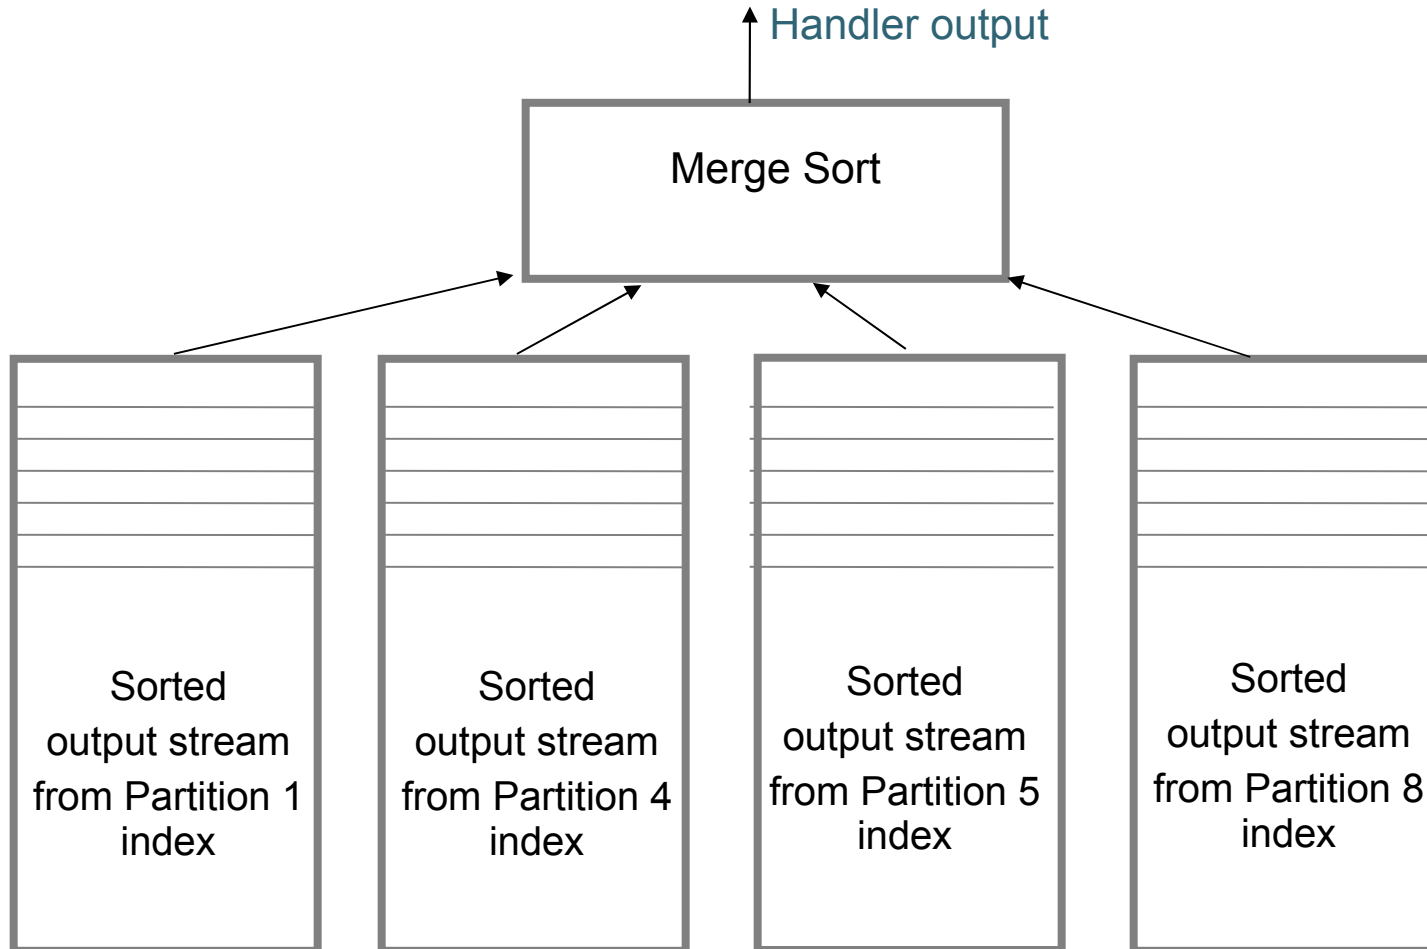 Handler output
Merge Sort
Sorted
output stream
from Partition 1
index
Sorted
output stream
from Partition 4
index
Sorted
output stream
from Partition 5
index
Sorted
output stream
from Partition 8
index